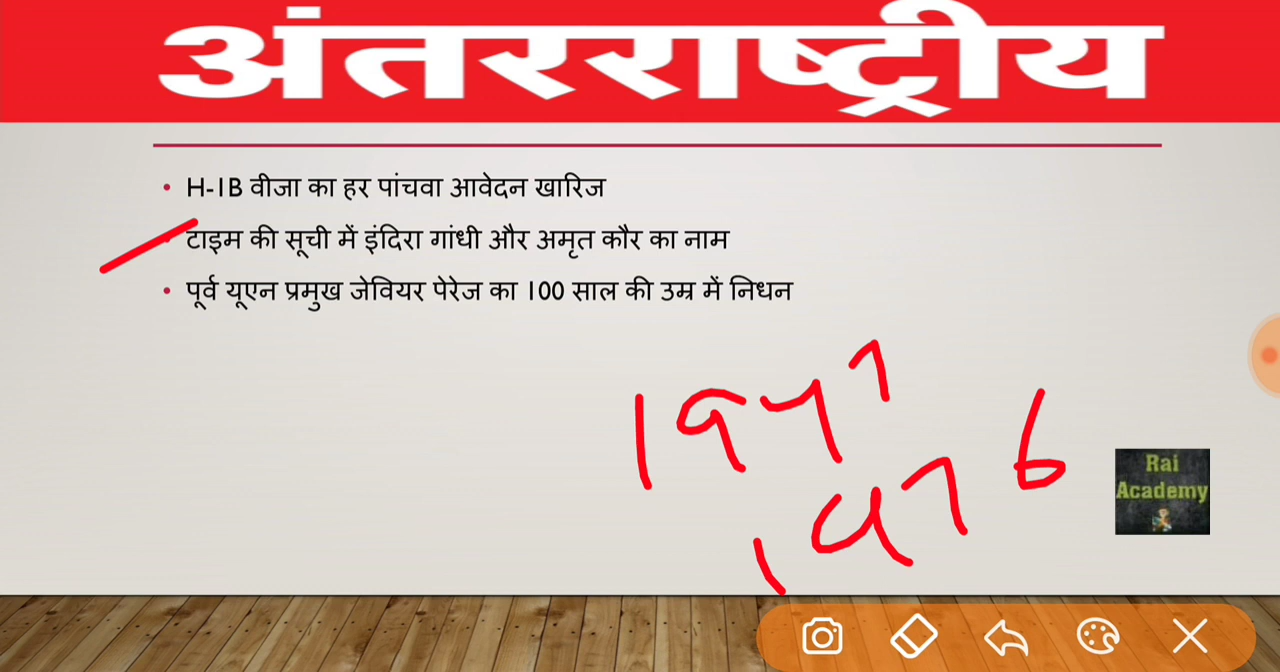 अंतरराष्ट्रीय
• H-1B वीजा का हर पांचवा आवेदन खारिज
• टाइम की सूची में इंदिरा गांधी और अमृत कौर का नाम
• पूर्व यूएन प्रमुख जेवियर पेरेज का 100 साल की उम्र में निधन
1947
1976
Rai
Academy